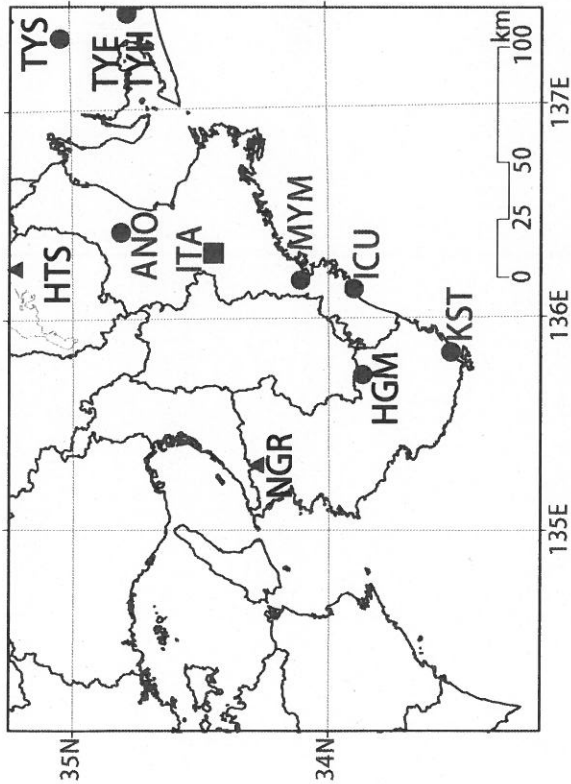 TYS
TYE
TYH
HTS
ANO
ITA
MYM
ICU
NGR
HGM
KST
35N
34N
135E
136E
137E
0 25 50 100
km